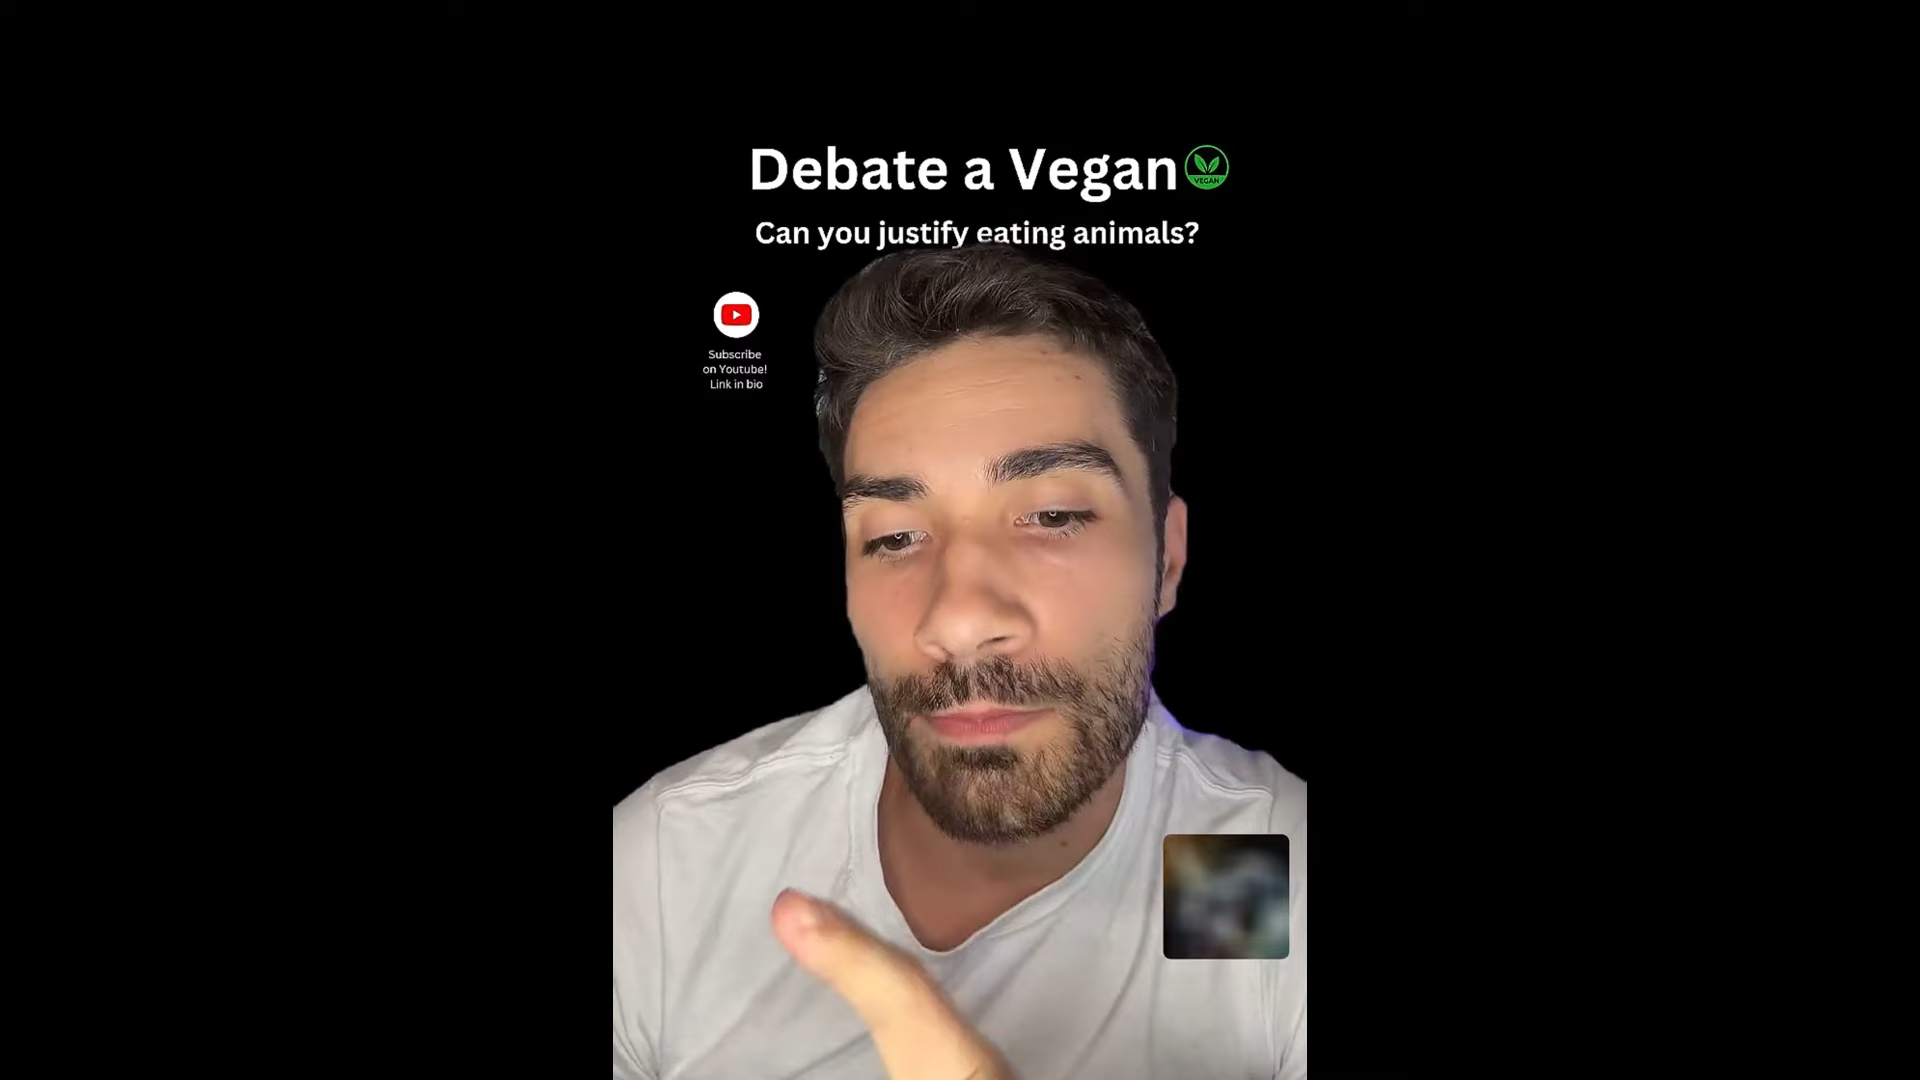 Debate a Vegan
VEGAN
Can you justify eating animals?
Subscribe
on Youtube!
Link in bio